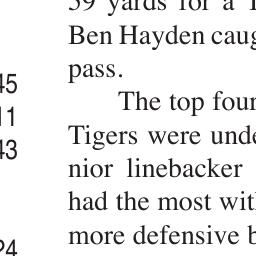 59 yards for a
Ben Hayden caug
pass.
The top four
Tigers were unde
nior linebacker
had the most wit
more defensive b
45
11
43
24